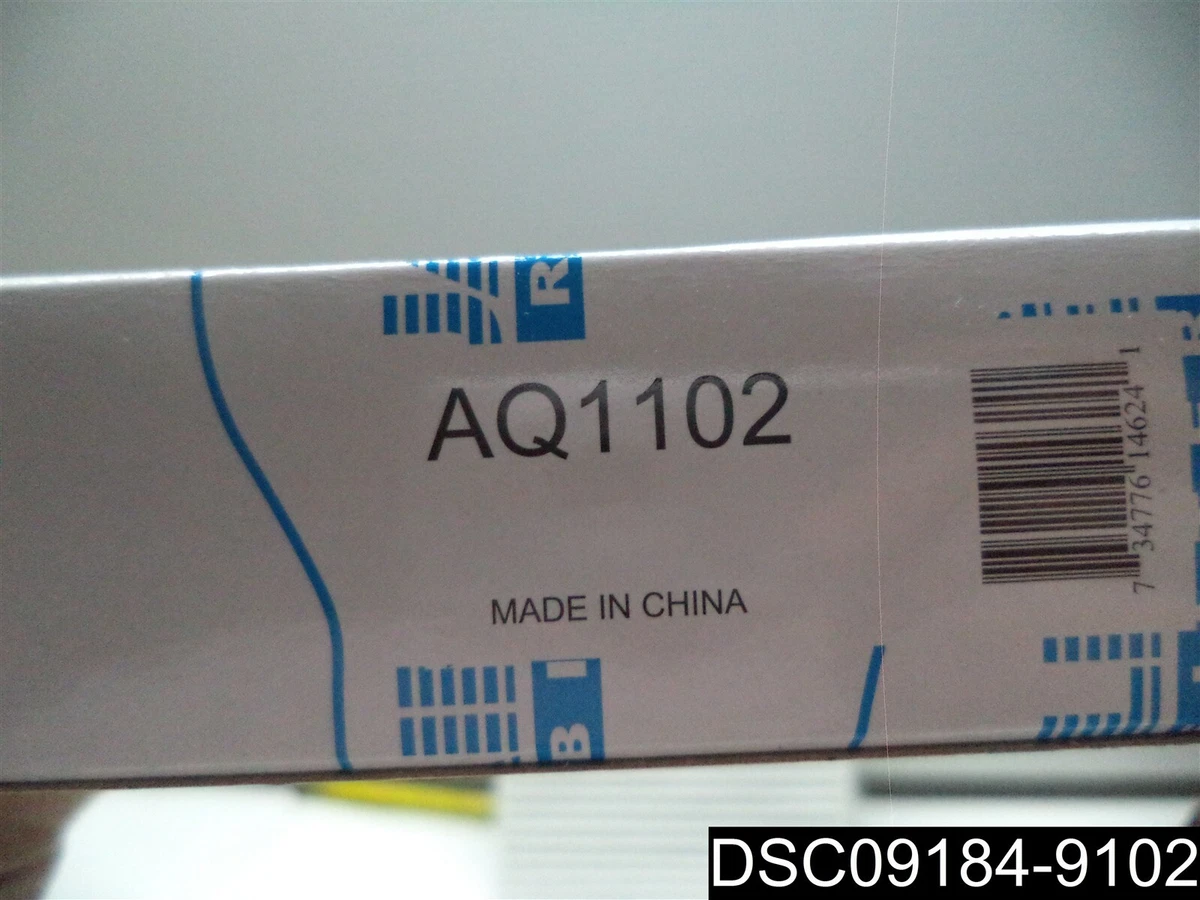 R
AQ1102
7 34776 14624 1
MADE IN CHINA
B
DSC09184-9102